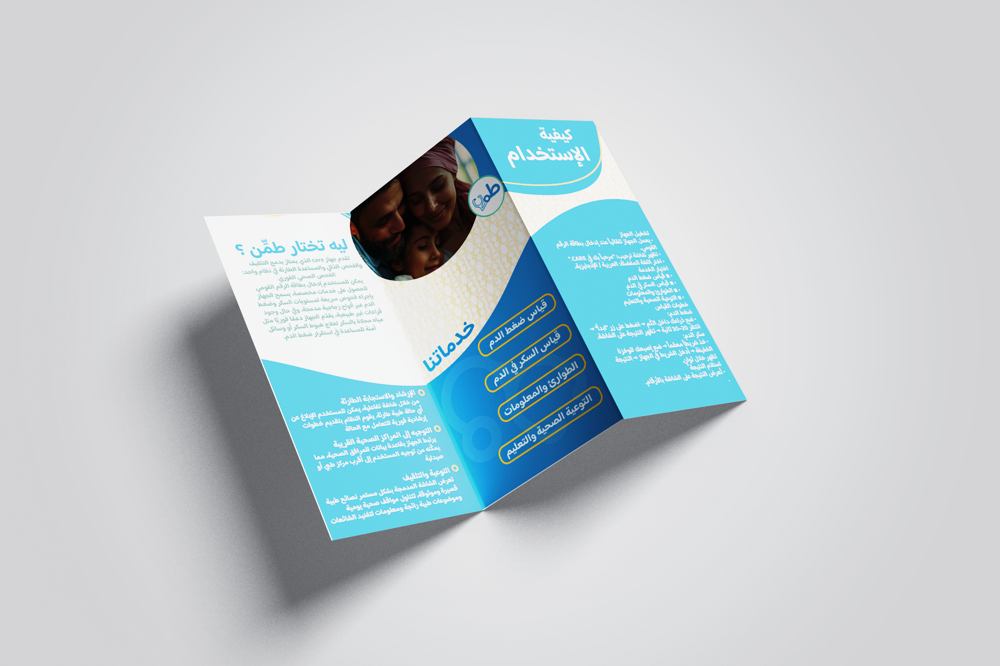 كيفية
الإستخدام
تشغيل الجهاز
• يعمل الجهاز تلقائياً عند إدخال بطاقة الرقم
القومي.
• تظهر شاشة ترحيب: "مرحباً بك في CARE."
• اختر اللغة المفضلة: العربية / الإنجليزية.
اختيار الخدمة
• ■ قياس ضغط الدم
• ■ قياس السكر في الدم
• ■ الطوارئ والمعلومات
• ■ التوعية الصحية والتعليم
خطوات القياس
ضغط الدم:
• ضع ذراعك داخل الكم → اضغط على زر "ابدأ" →
انتظر 20–30 ثانية → تظهر النتيجة على الشاشة.
سكر الدم:
• خذ شريطاً معقماً → ضع إصبعك للوخزة
الخفيفة → أدخل الشريط في الجهاز → النتيجة
تظهر خلال ثوانٍ.
استلام النتيجة
• تُعرض النتيجة على الشاشة بالأرقام.
•
طمن
خدماتنا
قياس ضغط الدم
قياس السكر في الدم
الطوارئ والمعلومات
التوعية الصحية والتعليم
ليه تختار طمِّن ؟
تقدم جهاز care الذي يمتاز بدمج التثقيف
والفحص الذاتي والمساعدة الطارئة في نظام واحد:
الفحص الصحي الفوري
يمكن للمستخدم إدخال بطاقة الرقم القومي
للحصول على خدمات مخصصة. يسمح الجهاز
بإجراء فحوص سريعة لمستويات السكر وضغط
الدم عبر ألواح زجاجية مدمجة. وفي حال وجود
قراءات غير طبيعية، يقدّم الجهاز دعمًا فوريًا مثل
مياه محلاة بالسكر لعلاج هبوط السكر أو وسائل
آمنة للمساعدة في استقرار ضغط الدم.
الإرشاد والاستجابة الطارئة
من خلال شاشة تفاعلية، يمكن للمستخدم الإبلاغ عن
أي حالة طبية طارئة. يقوم النظام بتقديم خطوات
إرشادية فورية للتعامل مع الحالة
التوجيه إلى المراكز الصحية القريبة
يرتبط الجهاز بقاعدة بيانات للمرافق الصحية، مما
يمكّنه من توجيه المستخدم إلى أقرب مركز طبي أو
صيدلية
التوعية والتثقيف
تعرض الشاشة المدمجة بشكل مستمر نصائح طبية
قصيرة وموثوقة، تتناول مواقف صحية يومية
وموضوعات طبية رائجة ومعلومات لتفنيد الشائعات